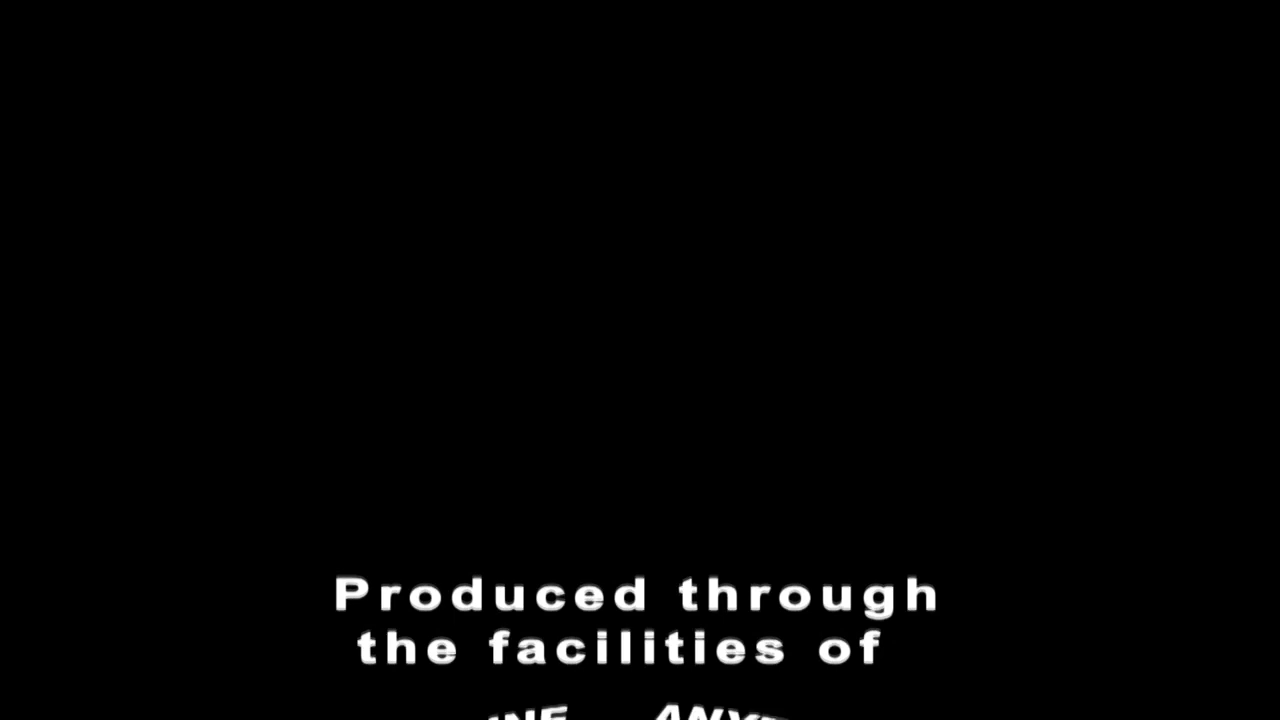 Produced through
the facilities of